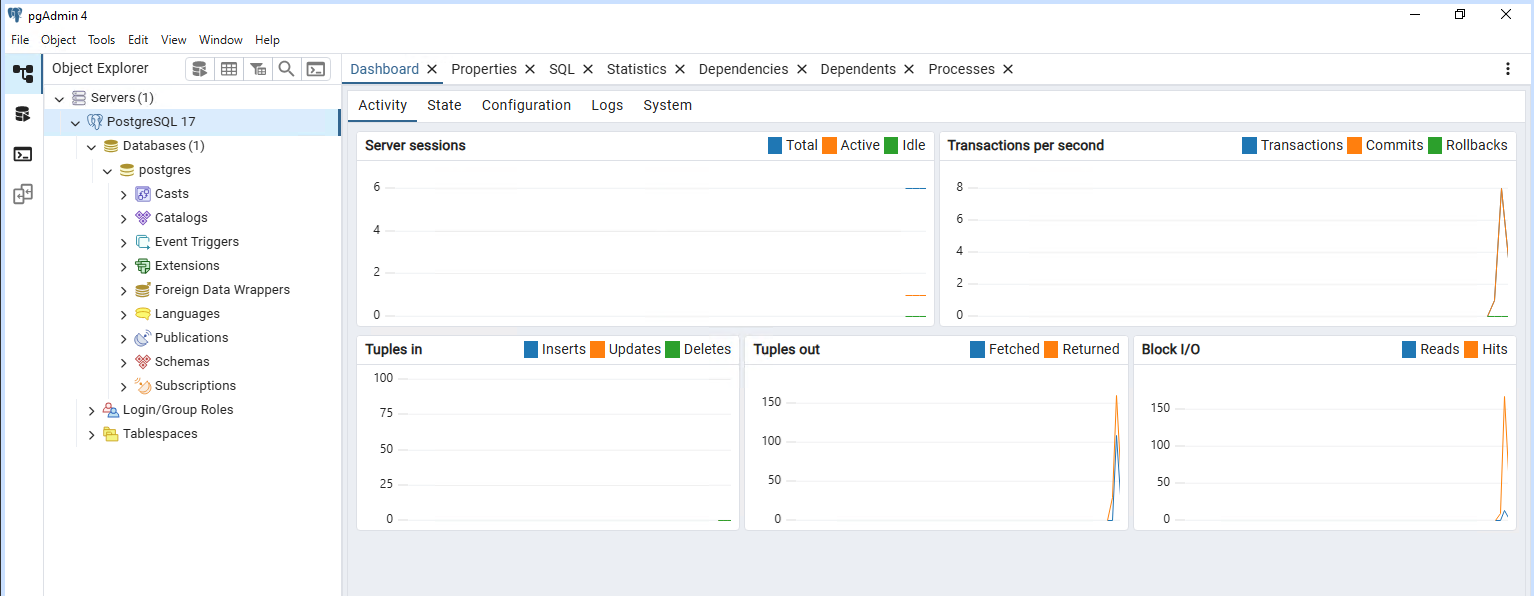 pgAdmin 4
File Object Tools Edit View Window Help
Object Explorer
Servers (1)
PostgreSQL 17
Databases (1)
postgres
Casts
Catalogs
Event Triggers
Extensions
Foreign Data Wrappers
Languages
Publications
Schemas
Subscriptions
Login/Group Roles
Tablespaces
Dashboard Properties SQL Statistics Dependencies Dependents Processes
Activity State Configuration Logs System
Server sessions Total Active Idle
6
4
2
0
Transactions per second Transactions Commits Rollbacks
8
6
4
2
0
Tuples in Inserts Updates Deletes
100
75
50
25
0
Tuples out Fetched Returned
150
100
50
0
Block I/O Reads Hits
150
100
50
0